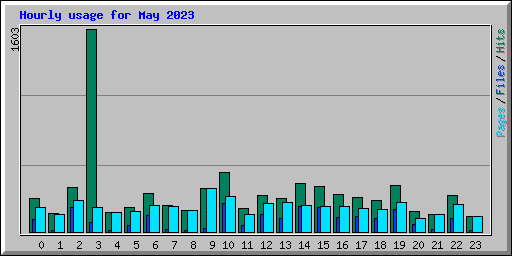 Hourly usage for May 2023
1603
Pages/Files/Hits
0 1 2 3 4 5 6 7 8 9 10 11 12 13 14 15 16 17 18 19 20 21 22 23